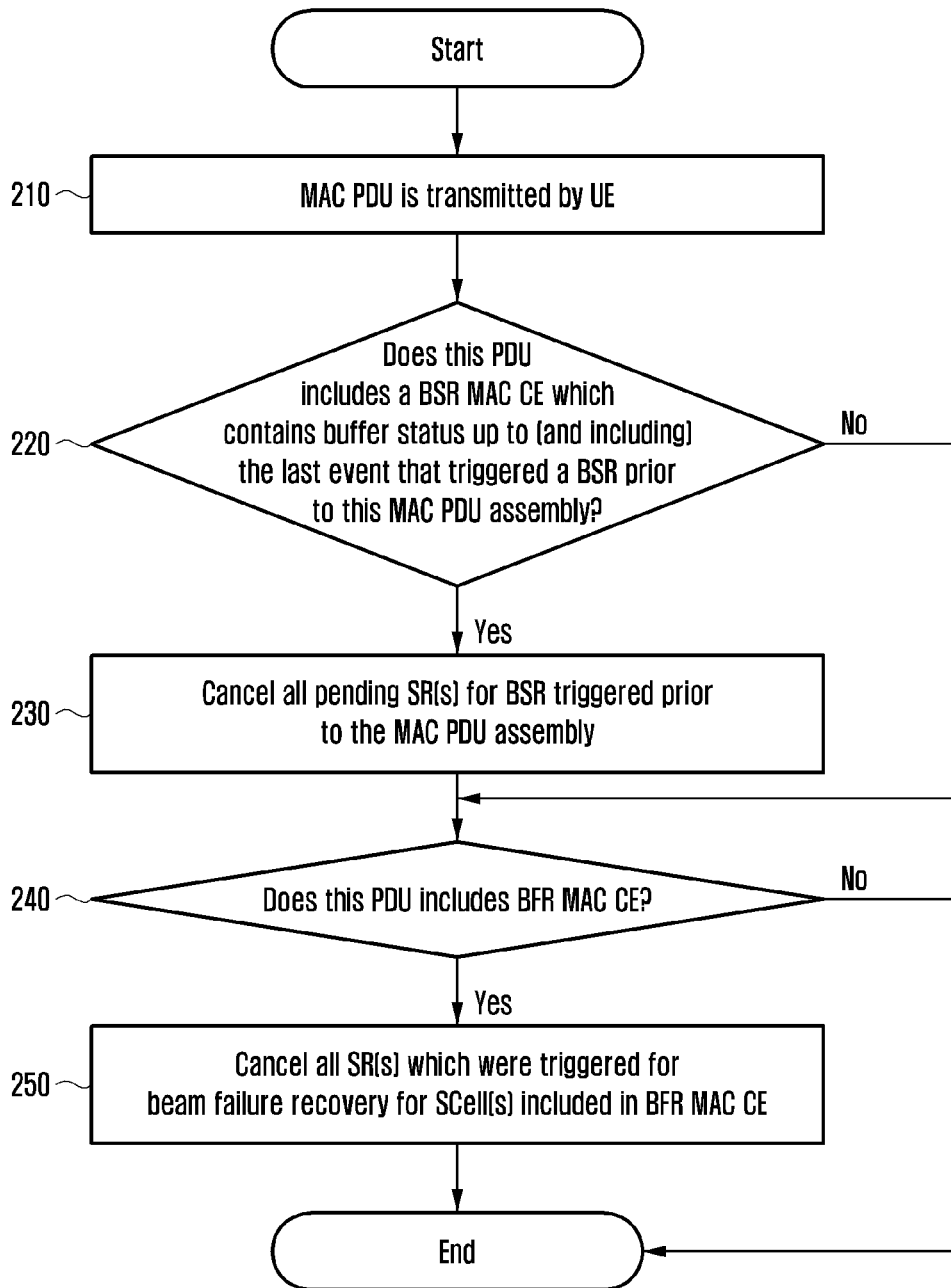 Start
210
MAC PDU is transmitted by UE
220
Does this PDU
includes a BSR MAC CE which
contains buffer status up to (and including)
the last event that triggered a BSR prior
to this MAC PDU assembly?
No
Yes
230
Cancel all pending SR(s) for BSR triggered prior
to the MAC PDU assembly
240
Does this PDU includes BFR MAC CE?
No
Yes
250
Cancel all SR(s) which were triggered for
beam failure recovery for SCell(s) included in BFR MAC CE
End